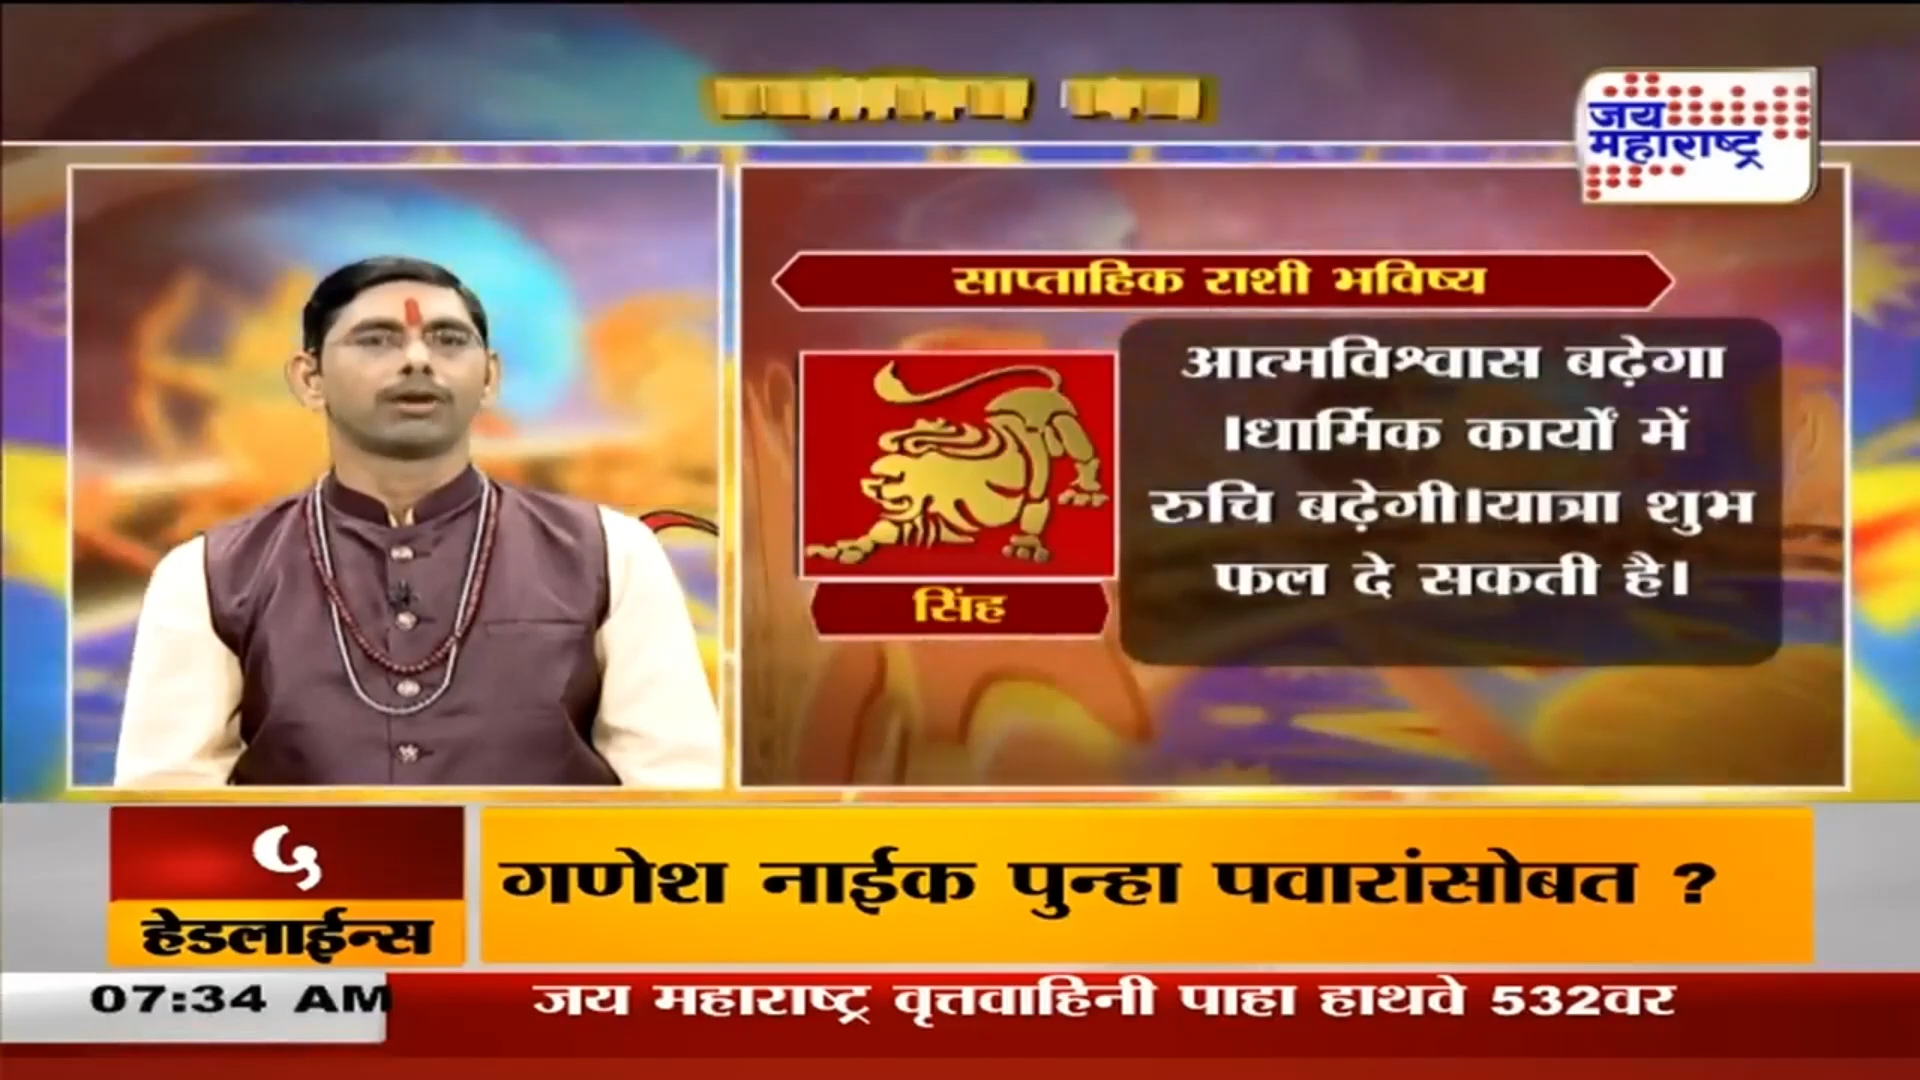 जय
महाराष्ट्र
साप्ताहिक राशी भविष्य
आत्मविश्वास बढ़ेगा
।धार्मिक कार्यों में
रुचि बढ़ेगी।यात्रा शुभ
फल दे सकती है।
सिंह
५
हेडलाईन्स
गणेश नाईक पुन्हा पवारांसोबत ?
07:34 AM
जय महाराष्ट्र वृत्तवाहिनी पाहा हाथवे 532वर